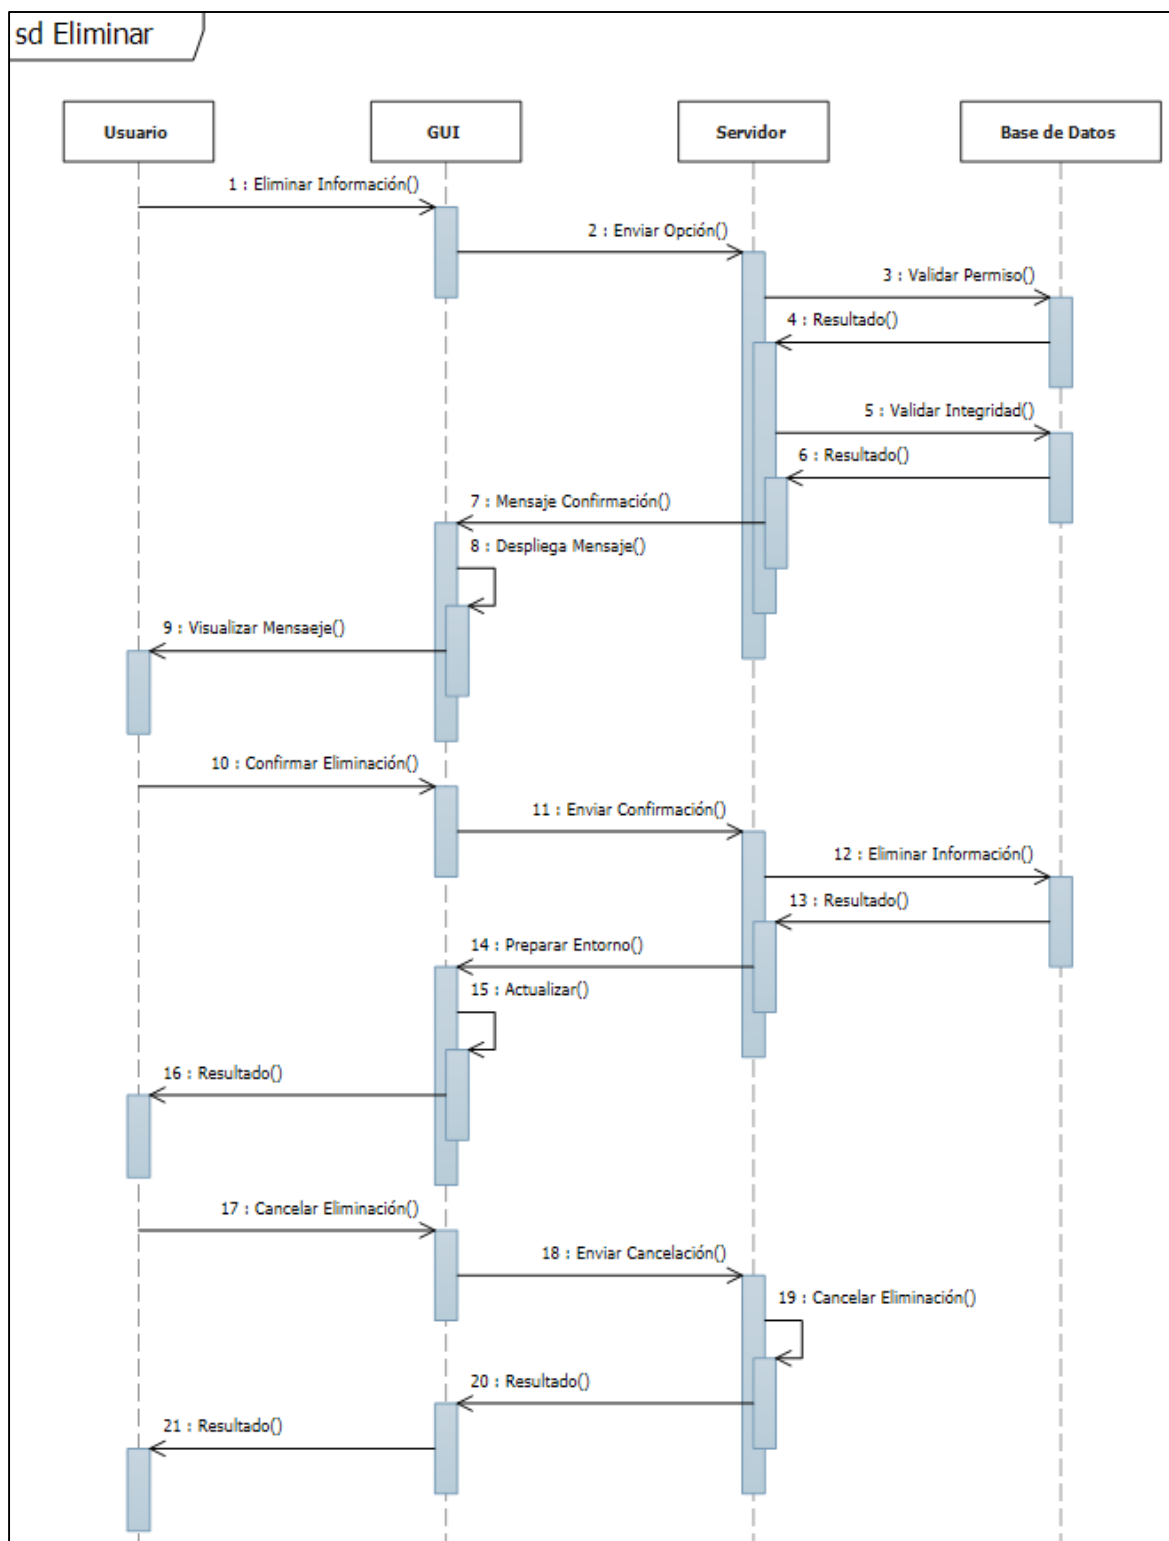 sd Eliminar
Usuario
GUI
Servidor
Base de Datos
1 : Eliminar Información()
2 : Enviar Opción()
3 : Validar Permiso()
4 : Resultado()
5 : Validar Integridad()
6 : Resultado()
7 : Mensaje Confirmación()
8 : Despliega Mensaje()
9 : Visualizar Mensaeje()
10 : Confirmar Eliminación()
11 : Enviar Confirmación()
12 : Eliminar Información()
13 : Resultado()
14 : Preparar Entorno()
15 : Actualizar()
16 : Resultado()
17 : Cancelar Eliminación()
18 : Enviar Cancelación()
19 : Cancelar Eliminación()
20 : Resultado()
21 : Resultado()